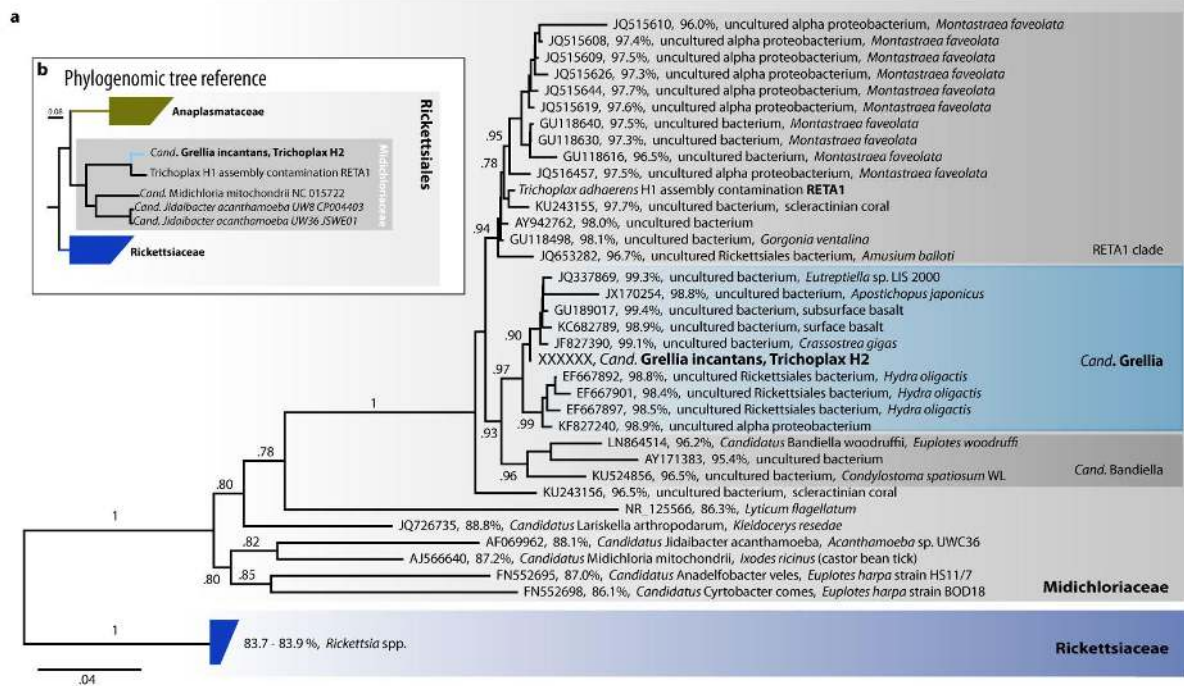 a
JQ515610, 96.0%, uncultured alpha proteobacterium, Montastraea faveolata
JQ515608, 97.4%, uncultured alpha proteobacterium, Montastraea faveolata
JQ515609, 97.5%, uncultured alpha proteobacterium, Montastraea faveolata
JQ515626, 97.3%, uncultured alpha proteobacterium, Montastraea faveolata
JQ515644, 97.7%, uncultured alpha proteobacterium, Montastraea faveolata
JQ515619, 97.6%, uncultured alpha proteobacterium, Montastraea faveolata
GU118640, 97.5%, uncultured bacterium, Montastraea faveolata
GU118630, 97.3%, uncultured bacterium, Montastraea faveolata
GU118616, 96.5%, uncultured bacterium, Montastraea faveolata
JQ516457, 97.5%, uncultured alpha proteobacterium, Montastraea faveolata
Trichoplax adhaerens H1 assembly contamination RETA1
KU243155, 97.7%, uncultured bacterium, scleractinian coral
AY942762, 98.0%, uncultured bacterium
GU118498, 98.1%, uncultured bacterium, Gorgonia ventalina
JQ653282, 96.7%, uncultured Rickettsiales bacterium, Amusium balloti
RETA1 clade
.95
.78
.94
JQ337869, 99.3%, uncultured bacterium, Eutreptiella sp. LIS 2000
JX170254, 98.8%, uncultured bacterium, Apostichopus japonicus
GU189017, 99.4%, uncultured bacterium, subsurface basalt
KC682789, 98.9%, uncultured bacterium, surface basalt
JF827390, 99.1%, uncultured bacterium, Crassostrea gigas
XXXXXX, Cand. Grellia incantans, Trichoplax H2
EF667892, 98.8%, uncultured Rickettsiales bacterium, Hydra oligactis
EF667901, 98.4%, uncultured Rickettsiales bacterium, Hydra oligactis
EF667897, 98.5%, uncultured Rickettsiales bacterium, Hydra oligactis
KF827240, 98.9%, uncultured alpha proteobacterium
Cand. Grellia
.90
.97
.99
.93
LN864514, 96.2%, Candidatus Bandiella woodruffii, Euplotes woodruffi
AY171383, 95.4%, uncultured bacterium
KU524856, 96.5%, uncultured bacterium, Condylostoma spatiosum WL
Cand. Bandiella
.96
1
KU243156, 96.5%, uncultured bacterium, scleractinian coral
NR_125566, 86.3%, Lyticum flagellatum
JQ726735, 88.8%, Candidatus Lariskella arthropodarum, Kleidocerys resedae
AF069962, 88.1%, Candidatus Jidaibacter acanthamoeba, Acanthamoeba sp. UWC36
AJ566640, 87.2%, Candidatus Midichloria mitochondrii, Ixodes ricinus (castor bean tick)
FN552695, 87.0%, Candidatus Anadelfobacter veles, Euplotes harpa strain HS11/7
FN552698, 86.1%, Candidatus Cyrtobacter comes, Euplotes harpa strain BOD18
Midichloriaceae
.78
.80
1
.82
.80
.85
1
83.7 - 83.9 %, Rickettsia spp.
Rickettsiaceae
.04
b
Phylogenomic tree reference
0.08
Anaplasmataceae
Cand. Grellia incantans, Trichoplax H2
Trichoplax H1 assembly contamination RETA1
Cand. Midichloria mitochondrii NC 015722
Cand. Jidaibacter acanthamoeba UW8 CP004403
Cand. Jidaibacter acanthamoeba UW36 JSWE01
Rickettsiaceae
Midichloriaceae
Rickettsiales